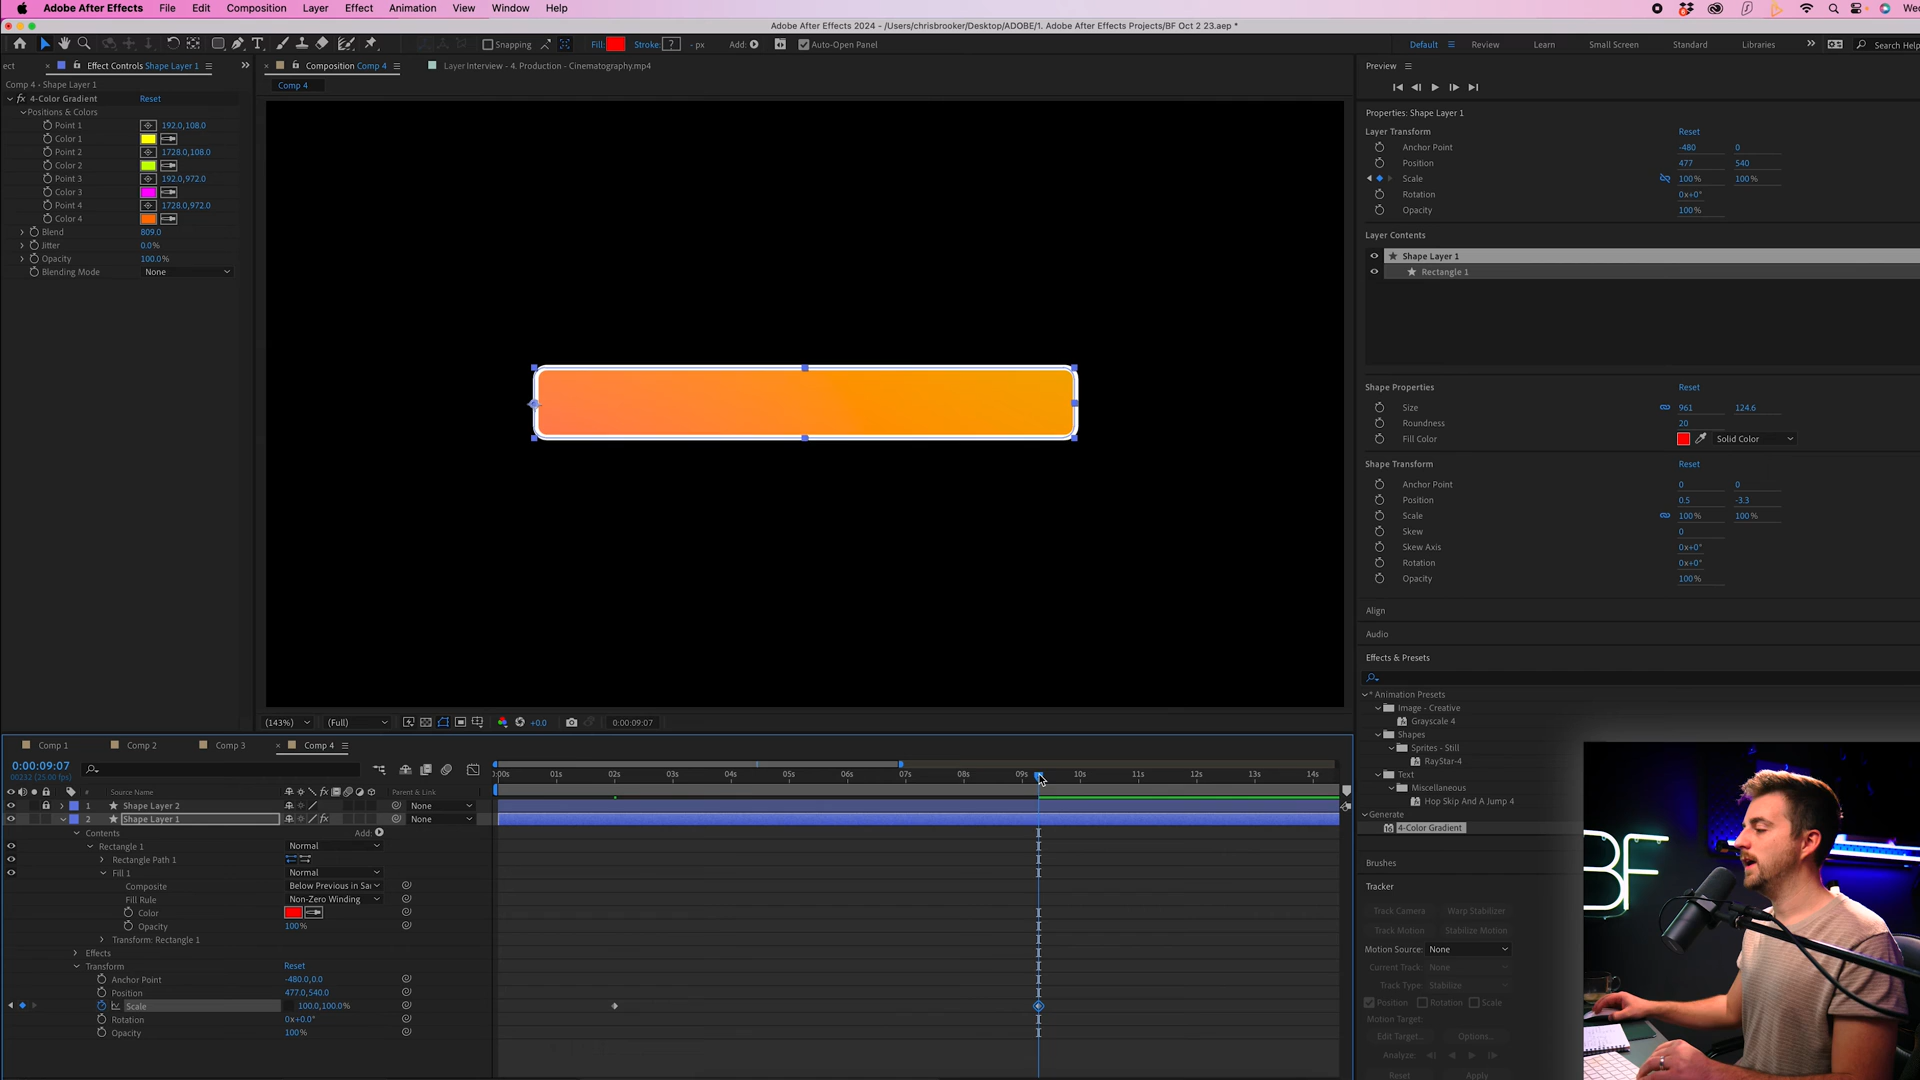 Adobe After Effects File Edit Composition Layer Effect Animation View Window Help
Adobe After Effects 2024 - /Users/chrisbrooker/Desktop/ADOBE/1. Adobe After Effects Projects/BF Oct 2 23.aep *
Snapping Fill: Stroke: ? - px Add: Auto-Open Panel Default Review Learn Small Screen Standard Libraries Search Help
ect Effect Controls Shape Layer 1 Composition Comp 4 Layer Interview - 4. Production - Cinematography.mp4
Comp 4 • Shape Layer 1
Comp 4
fx 4-Color Gradient Reset
Positions & Colors
Point 1 192.0,108.0
Color 1
Point 2 1728.0,108.0
Color 2
Point 3 192.0,972.0
Color 3
Point 4 1728.0,972.0
Color 4
Blend 809.0
Jitter 0.0%
Opacity 100.0%
Blending Mode None
(143%) (Full) +0.0 0:00:09:07
Preview
Properties: Shape Layer 1
Layer Transform Reset
Anchor Point -480 0
Position 477 540
Scale 100 % 100 %
Rotation 0x+0°
Opacity 100%
Layer Contents
Shape Layer 1
Rectangle 1
Shape Properties Reset
Size 961 124.6
Roundness 20
Fill Color Solid Color
Shape Transform Reset
Anchor Point 0 0
Position 0.5 -3.3
Scale 100 % 100 %
Skew 0
Skew Axis 0x+0°
Rotation 0x+0°
Opacity 100%
Align
Audio
Effects & Presets
* Animation Presets
Image - Creative
Grayscale 4
Shapes
Sprites - Still
RayStar-4
Text
Miscellaneous
Hop Skip And A Jump 4
Generate
4-Color Gradient
Brushes
Tracker
Track Camera Warp Stabilizer
Track Motion Stabilize Motion
Motion Source: None
Current Track: None
Track Type: Stabilize
Position Rotation Scale
Motion Target:
Edit Target... Options...
Analyze:
Reset Apply
BF
Comp 1 Comp 2 Comp 3 Comp 4
0:00:09:07
00232 (25.00 fps)
# Source Name Parent & Link
:00s 01s 02s 03s 04s 05s 06s 07s 08s 09s 10s 11s 12s 13s 14s
1 Shape Layer 2 None
2 Shape Layer 1 None
Contents Add:
Rectangle 1 Normal
Rectangle Path 1
Fill 1 Normal
Composite Below Previous in Sa
Fill Rule Non-Zero Winding
Color
Opacity 100%
Transform: Rectangle 1
Effects
Transform Reset
Anchor Point -480.0,0.0
Position 477.0,540.0
Scale 100.0,100.0%
Rotation 0x+0.0°
Opacity 100%